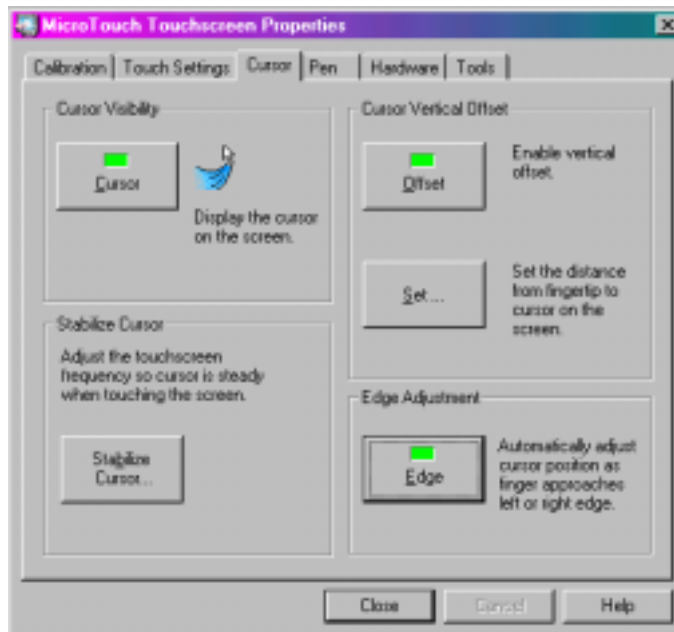 MicroTouch Touchscreen Properties
Calibration Touch Settings Cursor Pen Hardware Tools
Cursor Visibility
Cursor
Display the cursor
on the screen.
Stabilize Cursor
Adjust the touchscreen
frequency so cursor is steady
when touching the screen.
Stabilize
Cursor...
Cursor Vertical Offset
Offset
Enable vertical
offset.
Set...
Set the distance
from fingertip to
cursor on the
screen.
Edge Adjustment
Edge
Automatically adjust
cursor position as
finger approaches
left or right edge.
Close Cancel Help